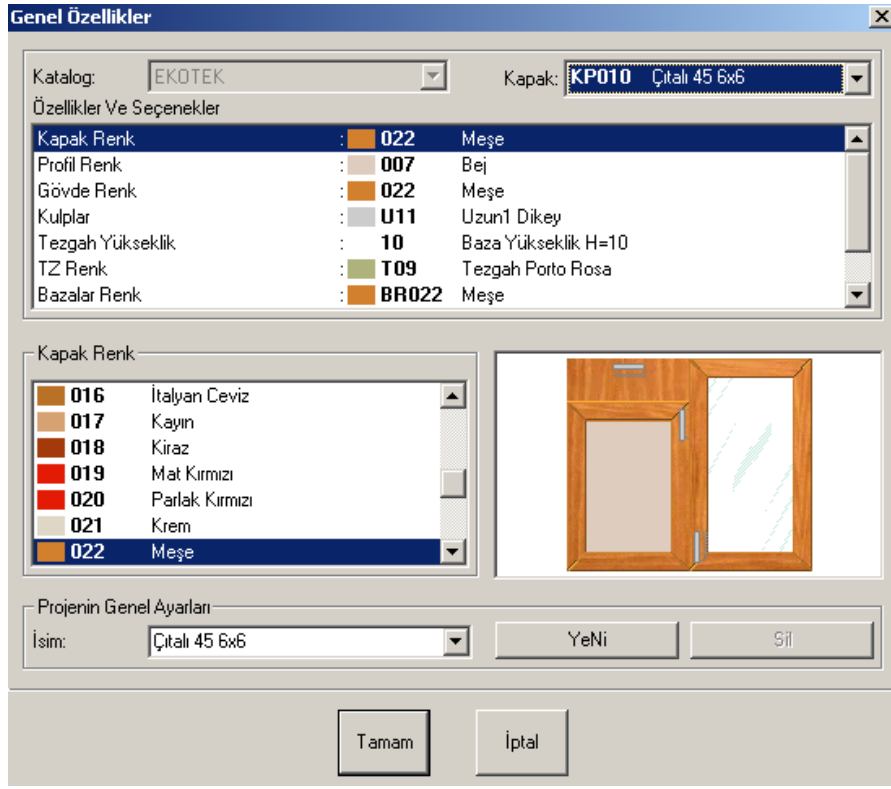 Genel Özellikler
Katalog: EKOTEK Kapak: KP010 Çıtalı 45 6x6
Özellikler Ve Seçenekler
Kapak Renk : 022 Meşe
Profil Renk : 007 Bej
Gövde Renk : 022 Meşe
Kulplar : U11 Uzun1 Dikey
Tezgah Yükseklik : 10 Baza Yükseklik H=10
TZ Renk : T09 Tezgah Porto Rosa
Bazalar Renk : BR022 Meşe
Kapak Renk
016 İtalyan Ceviz
017 Kayın
018 Kiraz
019 Mat Kırmızı
020 Parlak Kırmızı
021 Krem
022 Meşe
Projenin Genel Ayarları
İsim: Çıtalı 45 6x6 YeNi Sil
Tamam İptal